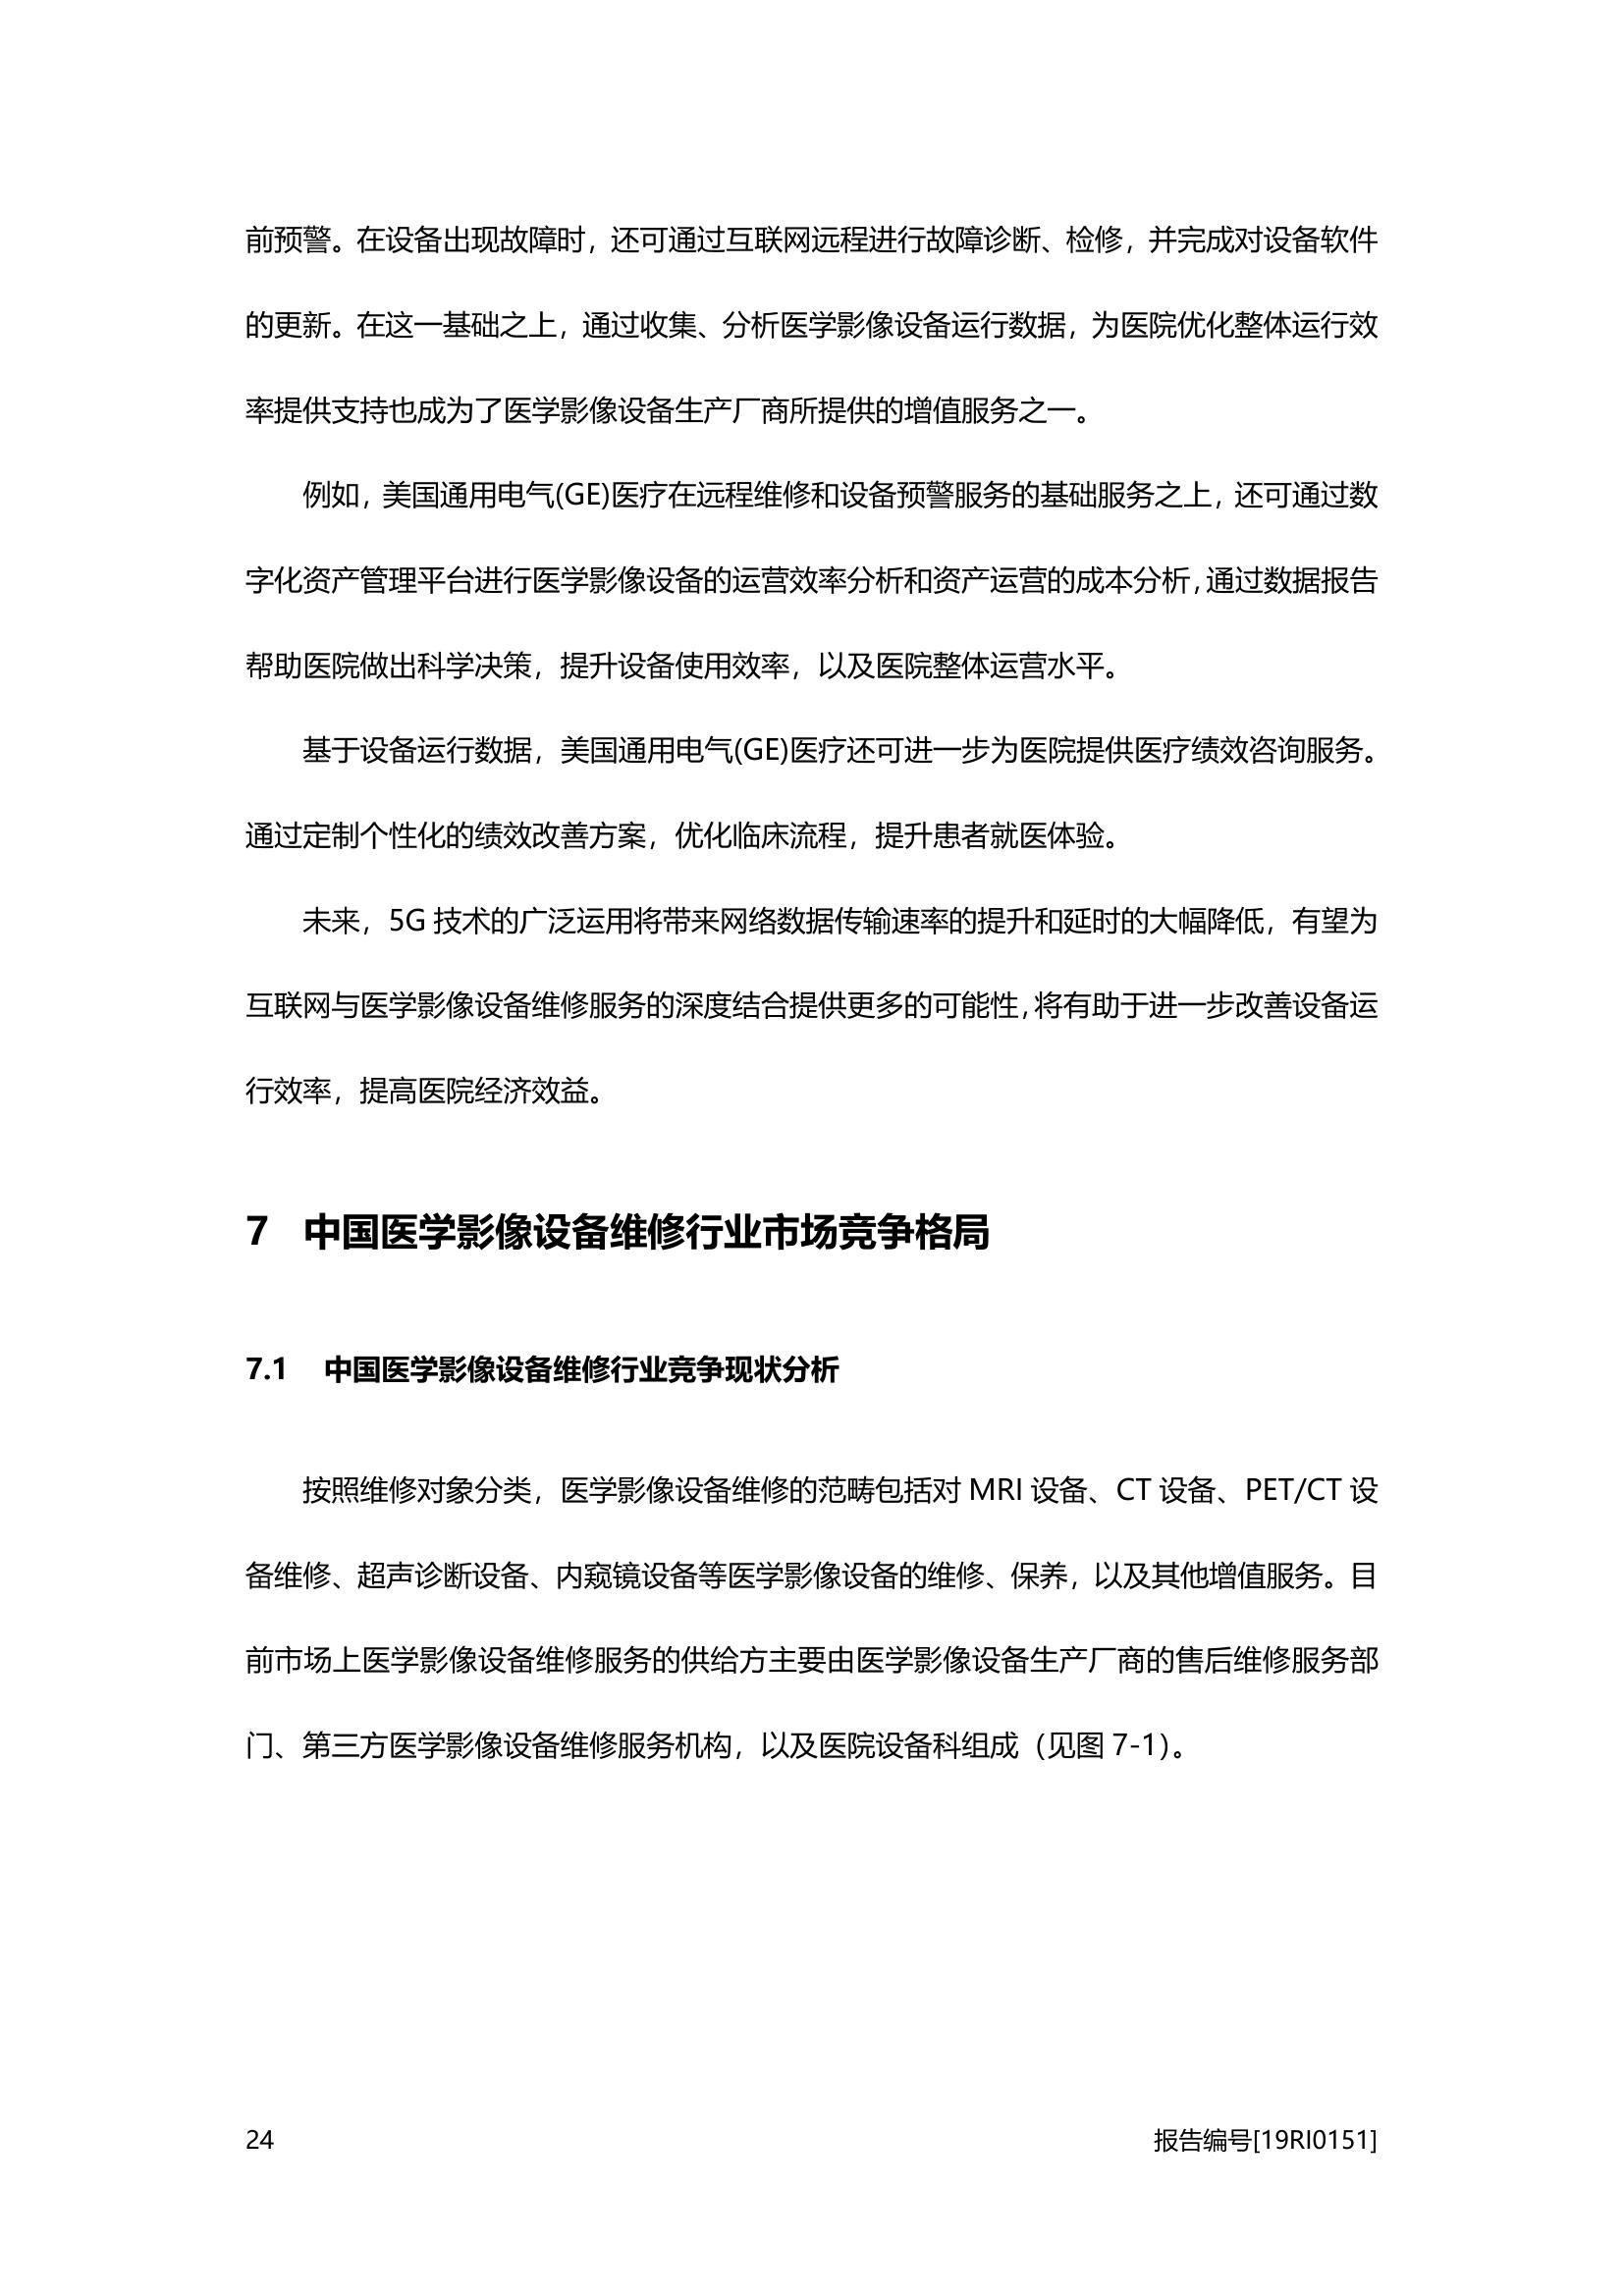 前预警。在设备出现故障时，还可通过互联网远程进行故障诊断、检修，并完成对设备软件
的更新。在这一基础之上，通过收集、分析医学影像设备运行数据，为医院优化整体运行效
率提供支持也成为了医学影像设备生产厂商所提供的增值服务之一。
例如，美国通用电气(GE)医疗在远程维修和设备预警服务的基础服务之上，还可通过数
字化资产管理平台进行医学影像设备的运营效率分析和资产运营的成本分析，通过数据报告
帮助医院做出科学决策，提升设备使用效率，以及医院整体运营水平。
基于设备运行数据，美国通用电气(GE)医疗还可进一步为医院提供医疗绩效咨询服务。
通过定制个性化的绩效改善方案，优化临床流程，提升患者就医体验。
未来，5G 技术的广泛运用将带来网络数据传输速率的提升和延时的大幅降低，有望为
互联网与医学影像设备维修服务的深度结合提供更多的可能性，将有助于进一步改善设备运
行效率，提高医院经济效益。
7 中国医学影像设备维修行业市场竞争格局
7.1 中国医学影像设备维修行业竞争现状分析
按照维修对象分类，医学影像设备维修的范畴包括对 MRI 设备、CT 设备、PET/CT 设
备维修、超声诊断设备、内窥镜设备等医学影像设备的维修、保养，以及其他增值服务。目
前市场上医学影像设备维修服务的供给方主要由医学影像设备生产厂商的售后维修服务部
门、第三方医学影像设备维修服务机构，以及医院设备科组成（见图 7-1）。
24 报告编号[19RI0151]